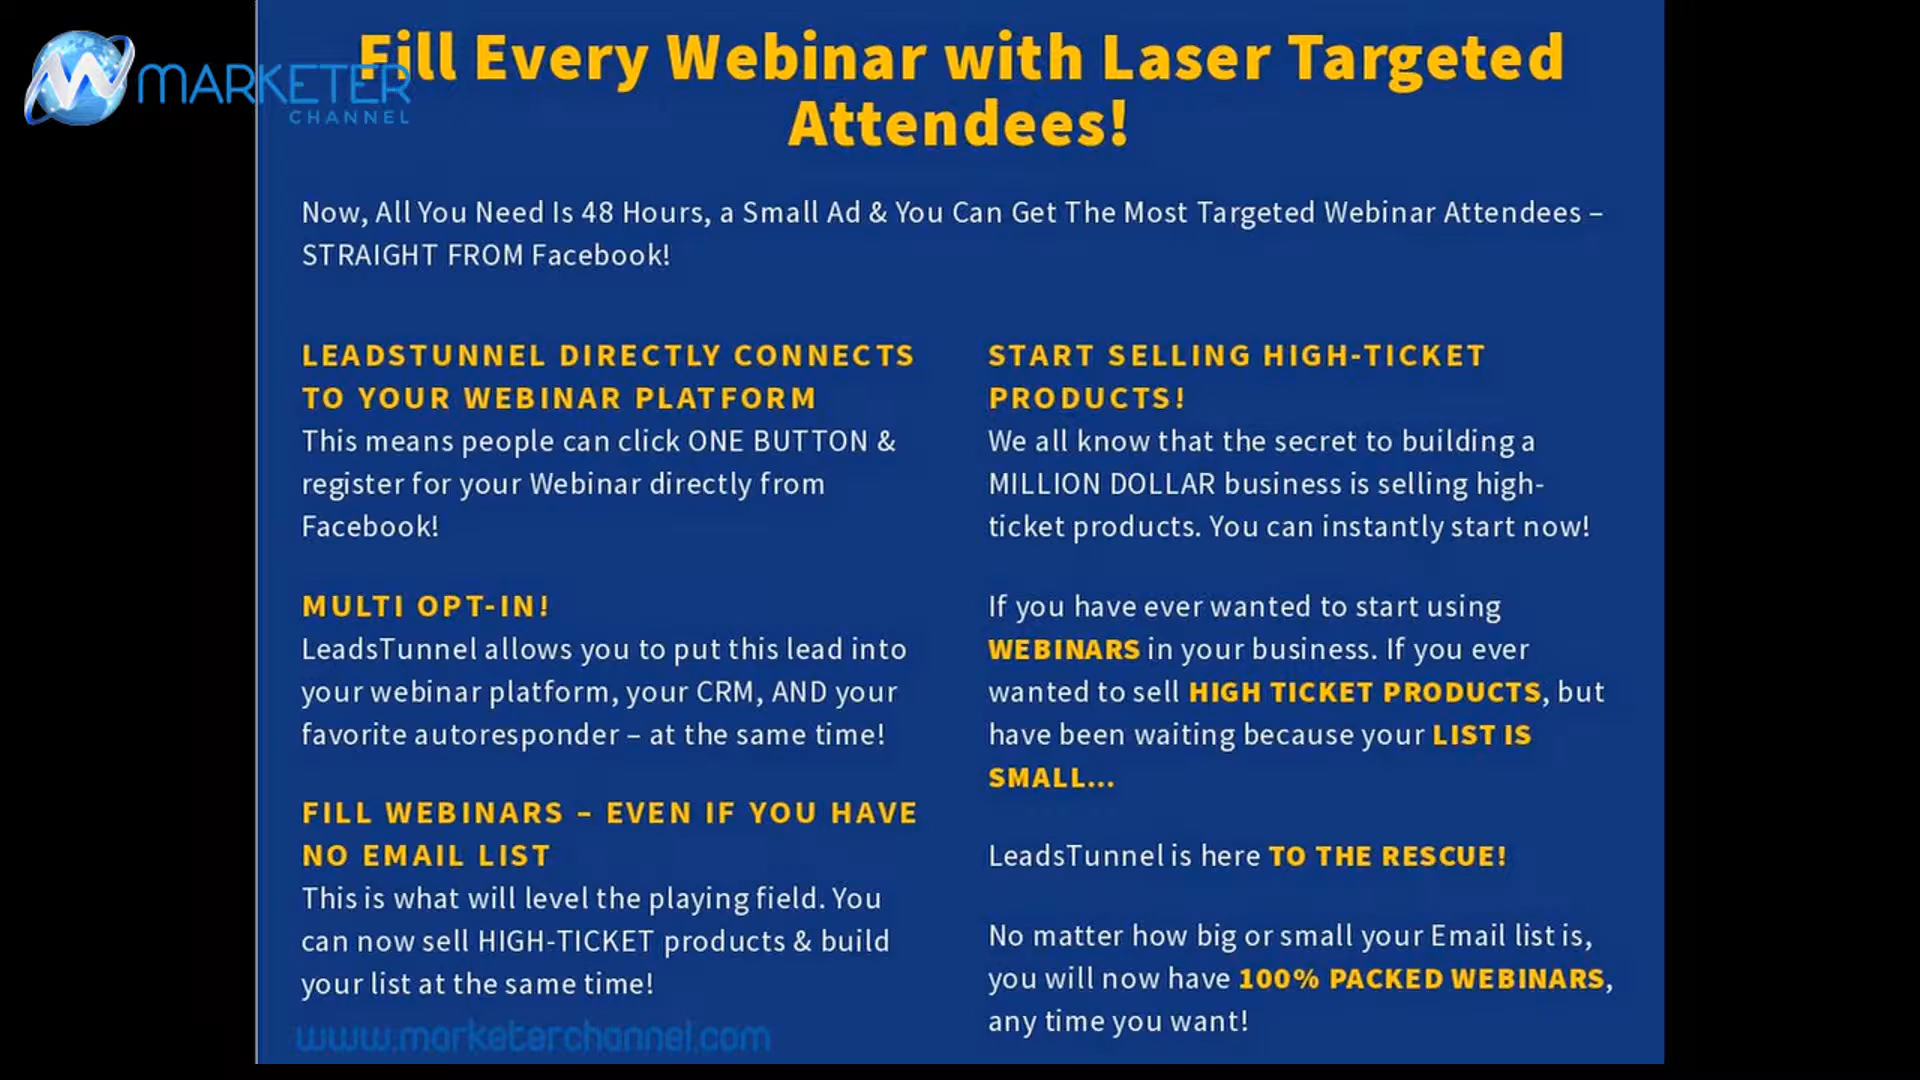 MARKETER
CHANNEL
Fill Every Webinar with Laser Targeted
Attendees!
Now, All You Need Is 48 Hours, a Small Ad & You Can Get The Most Targeted Webinar Attendees –
STRAIGHT FROM Facebook!
LEADSTUNNEL DIRECTLY CONNECTS
TO YOUR WEBINAR PLATFORM
This means people can click ONE BUTTON &
register for your Webinar directly from
Facebook!
MULTI OPT-IN!
LeadsTunnel allows you to put this lead into
your webinar platform, your CRM, AND your
favorite autoresponder – at the same time!
FILL WEBINARS – EVEN IF YOU HAVE
NO EMAIL LIST
This is what will level the playing field. You
can now sell HIGH-TICKET products & build
your list at the same time!
START SELLING HIGH-TICKET
PRODUCTS!
We all know that the secret to building a
MILLION DOLLAR business is selling high-
ticket products. You can instantly start now!
If you have ever wanted to start using
WEBINARS in your business. If you ever
wanted to sell HIGH TICKET PRODUCTS, but
have been waiting because your LIST IS
SMALL...
LeadsTunnel is here TO THE RESCUE!
No matter how big or small your Email list is,
you will now have 100% PACKED WEBINARS,
any time you want!
www.marketerchannel.com